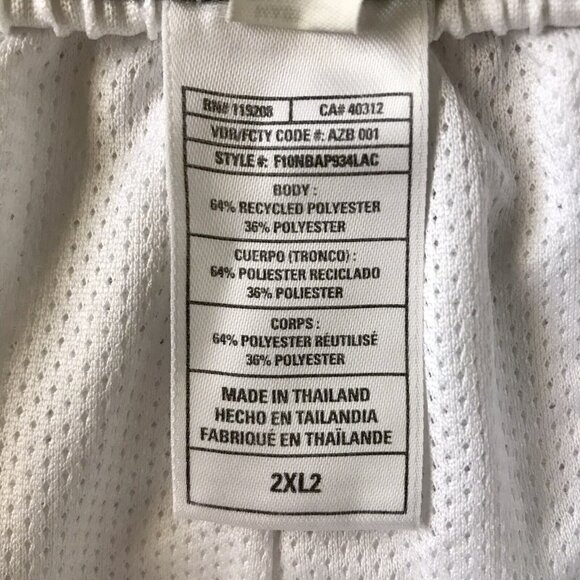 RN# 119208 CA# 40312
VDR/FCTY CODE #: AZB 001
STYLE #: F10NBAP934LAC
BODY :
64% RECYCLED POLYESTER
36% POLYESTER
CUERPO (TRONCO) :
64% POLIESTER RECICLADO
36% POLIESTER
CORPS :
64% POLYESTER RÉUTILISÉ
36% POLYESTER
MADE IN THAILAND
HECHO EN TAILANDIA
FABRIQUE EN THAÏLANDE
2XL2